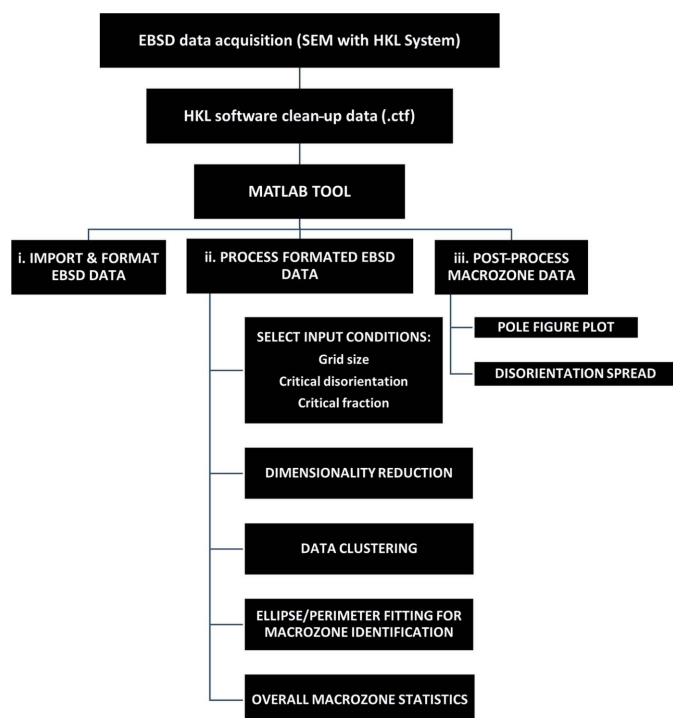 EBSD data acquisition (SEM with HKL System)
HKL software clean-up data (.ctf)
MATLAB TOOL
i. IMPORT & FORMAT
EBSD DATA
ii. PROCESS FORMATED EBSD
DATA
iii. POST-PROCESS
MACROZONE DATA
SELECT INPUT CONDITIONS:
Grid size
Critical disorientation
Critical fraction
DIMENSIONALITY REDUCTION
DATA CLUSTERING
ELLIPSE/PERIMETER FITTING FOR
MACROZONE IDENTIFICATION
OVERALL MACROZONE STATISTICS
POLE FIGURE PLOT
DISORIENTATION SPREAD